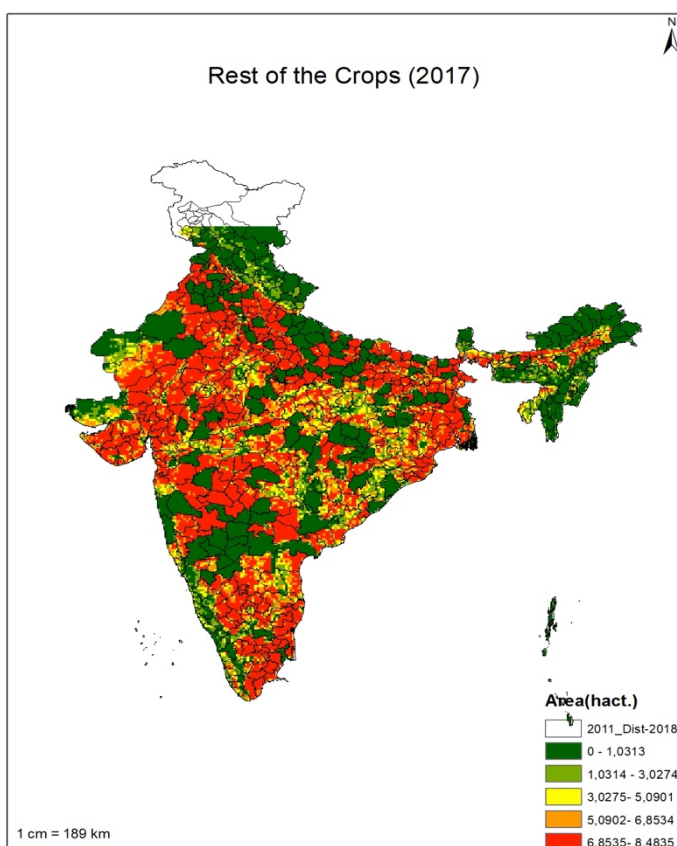 N
Rest of the Crops (2017)
Area(hact.)
2011_Dist-2018
0 - 1,0313
1,0314 - 3,0274
3,0275- 5,0901
5,0902- 6,8534
6,8535- 8,4835
1 cm = 189 km